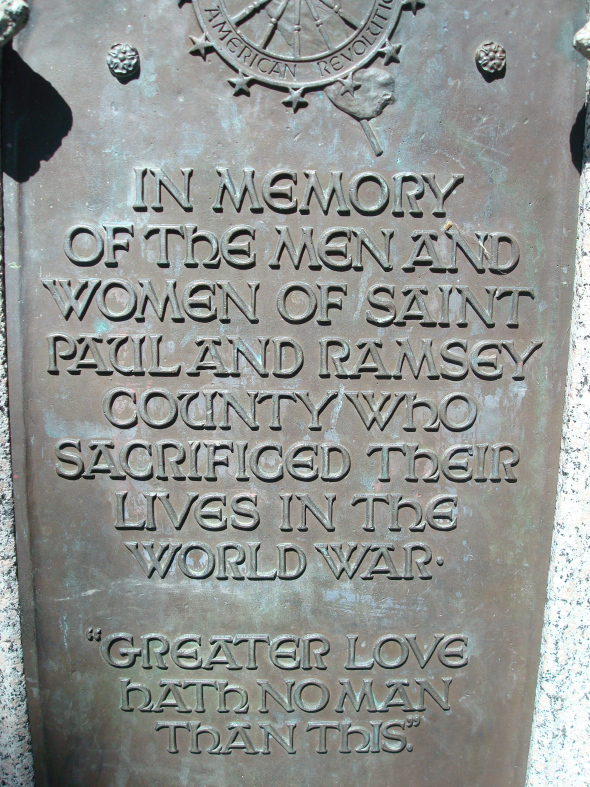 AMERICAN REVOLUTION
IN MEMORY
OF THE MEN AND
WOMEN OF SAINT
PAUL AND RAMSEY
COUNTY WHO
SACRIFICED THEIR
LIVES IN THE
WORLD WAR·
"GREATER LOVE
HATH NO MAN
THAN THIS."